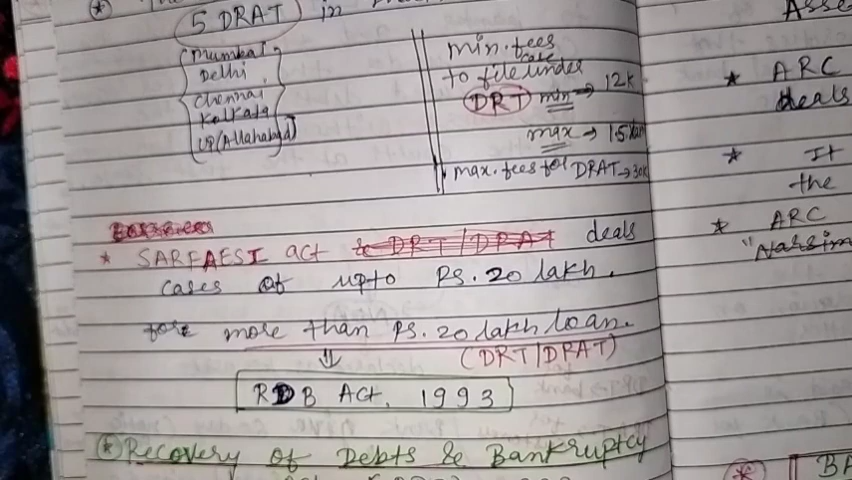 5 DRAT in
Mumbai
Delhi
Chennai
Kolkata
UP (Allahabad)
min. fees
case
to file under
DRT min → 12K
max → 1.5
max. fees for DRAT → 30K
* SARFAESI act & DRT / DRAT deals
cases of upto Rs. 20 lakh.
for more than Rs. 20 lakh loan.
⇓ (DRT/DRAT)
RDB Act, 1993
* Recovery of Debts & Bankruptcy
Asse
* ARC
deals
* It
the
* ARC
* BA